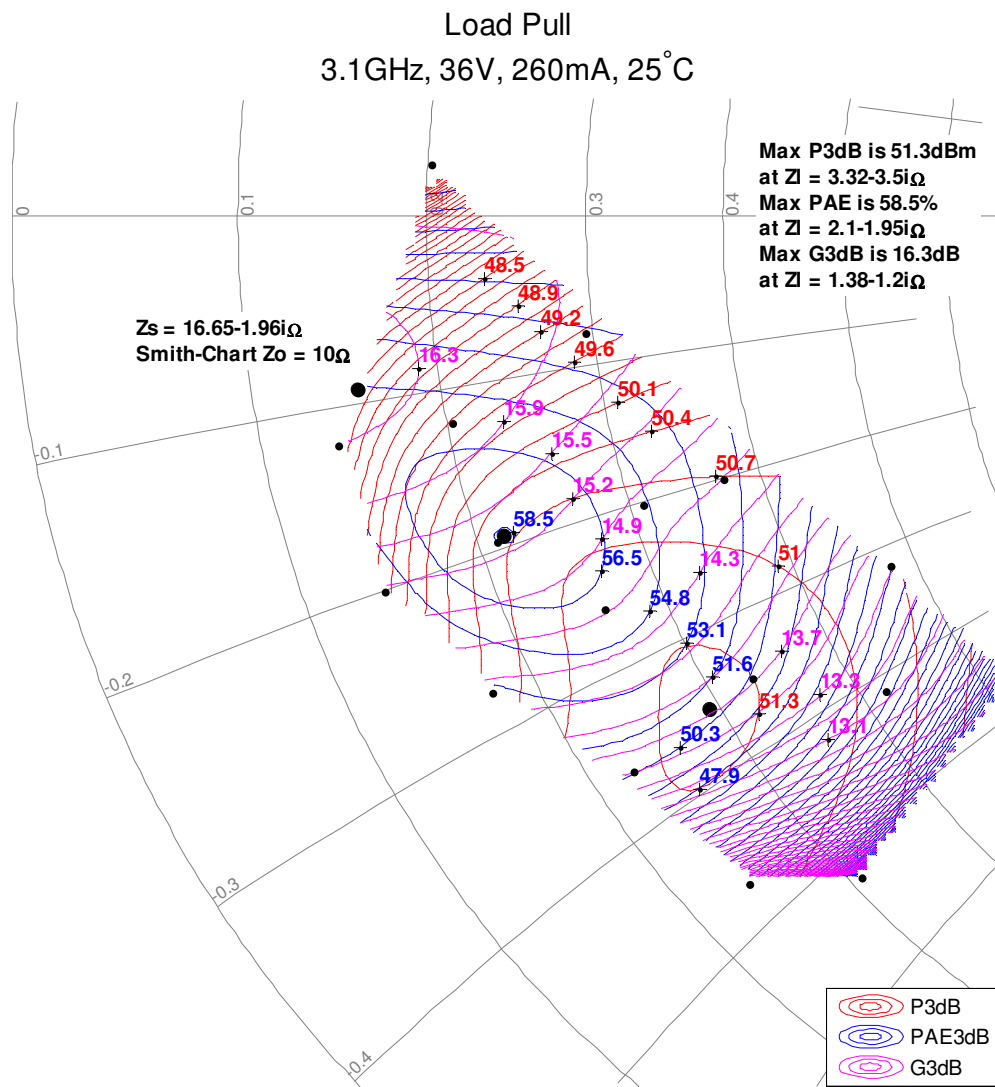 Load Pull
3.1GHz, 36V, 260mA, 25°C
Max P3dB is 51.3dBm
at Zl = 3.32-3.5iΩ
Max PAE is 58.5%
at Zl = 2.1-1.95iΩ
Max G3dB is 16.3dB
at Zl = 1.38-1.2iΩ
0
0.1
0.3
0.4
Zs = 16.65-1.96iΩ
Smith-Chart Zo = 10Ω
48.5
48.9
49.2
49.6
16.3
50.1
15.9
50.4
15.5
50.7
-0.1
15.2
58.5
14.9
51
56.5
14.3
54.8
53.1
13.7
51.6
-0.2
13.3
51.3
50.3
13.1
47.9
-0.3
-0.4
P3dB
PAE3dB
G3dB